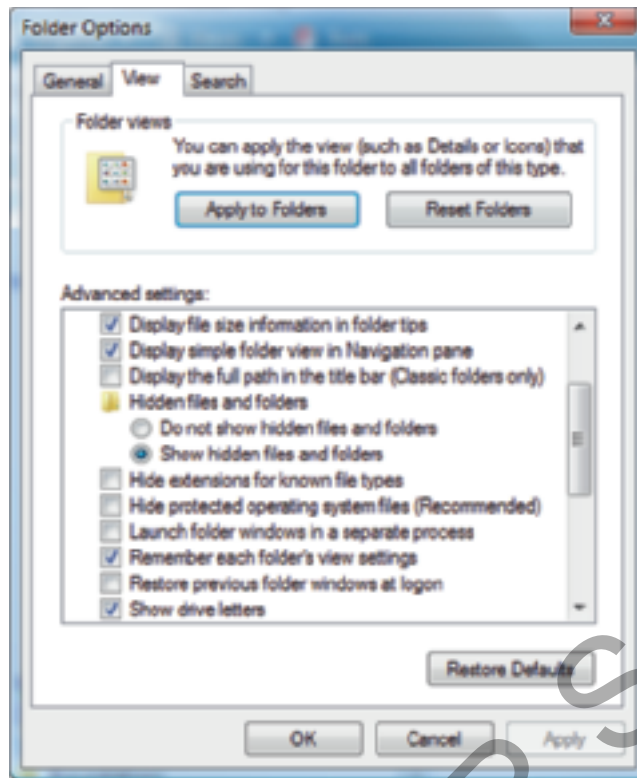 Folder Options
General View Search
Folder views
You can apply the view (such as Details or Icons) that
you are using for this folder to all folders of this type.
Apply to Folders Reset Folders
Advanced settings:
Display file size information in folder tips
Display simple folder view in Navigation pane
Display the full path in the title bar (Classic folders only)
Hidden files and folders
Do not show hidden files and folders
Show hidden files and folders
Hide extensions for known file types
Hide protected operating system files (Recommended)
Launch folder windows in a separate process
Remember each folder's view settings
Restore previous folder windows at logon
Show drive letters
Restore Defaults
OK Cancel Apply